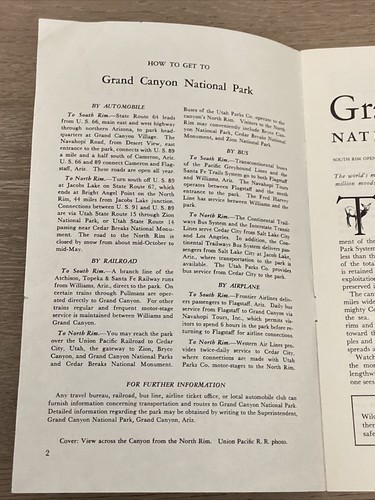 HOW TO GET TO
Grand Canyon National Park
BY AUTOMOBILE
To South Rim.—State Route 64 leads
from U. S. 66, main east and west highway
through northern Arizona, to park head-
quarters at Grand Canyon Village. The
Navahopi Road, from Desert View, east
entrance to the park, connects with U. S. 89
a mile and a half south of Cameron, Ariz.
U. S. 66 and 89 connect Cameron and Flag-
staff, Ariz. These roads are open all year.
To North Rim.—Turn south off U. S. 89
at Jacobs Lake on State Route 67, which
ends at Bright Angel Point on the North
Rim, 44 miles from Jacobs Lake junction.
Connections between U. S. 91 and U. S. 89
are via Utah State Route 15 through Zion
National Park, or Utah State Route 14
passing near Cedar Breaks National Monu-
ment. The road to the North Rim is
closed by snow from about mid-October to
mid-May.
BY RAILROAD
To South Rim.—A branch line of the
Atchison, Topeka & Santa Fe Railway runs
from Williams, Ariz., direct to the park. On
certain trains through Pullmans are oper-
ated directly to Grand Canyon. For other
trains regular and frequent motor-stage
service is maintained between Williams and
Grand Canyon.
To North Rim.—You may reach the park
over the Union Pacific Railroad to Cedar
City, Utah, the gateway to Zion, Bryce
Canyon, and Grand Canyon National Parks
and Cedar Breaks National Monument.
Buses of the Utah Parks Co. operate to the
canyon's North Rim. Visitors to the North
Rim may conveniently include Bryce Can-
yon National Park, Cedar Breaks National
Monument, and Zion National Park.
BY BUS
To South Rim.—Transcontinental buses
of the Pacific Greyhound Lines and the
Santa Fe Trails System go to both Flagstaff
and Williams, Ariz. The Navahopi Tours
operates between Flagstaff and the south
entrance to the park. The Fred Harvey
Line has service between Williams and the
park.
To North Rim.—The Continental Trail-
ways Bus System and the Interstate Transit
Lines serve Cedar City from Salt Lake City
and Los Angeles. In addition, the Con-
tinental Trailways Bus System delivers pas-
sengers from Salt Lake City at Jacob Lake,
Ariz., where transportation to the park is
available. The Utah Parks Co. provides
bus service from Cedar City to the park.
BY AIRPLANE
To South Rim.—Frontier Airlines deliv-
ers passengers to Flagstaff, Ariz. Daily bus
service from Flagstaff to Grand Canyon via
Navahopi Tours, Inc., which permits vis-
itors to spend 6 hours in the park before re-
turning to Flagstaff for airline connections.
To North Rim.—Western Air Lines pro-
vides twice-daily service to Cedar City,
where connections are made with Utah
Parks Co. motor-stages to the North Rim.
FOR FURTHER INFORMATION
Any travel bureau, railroad, bus line, airline ticket office, or local automobile club can
furnish information concerning transportation and routes to Grand Canyon National Park.
Detailed information regarding the park may be obtained by writing to the Superintendent,
Grand Canyon National Park, Grand Canyon, Ariz.
Cover: View across the Canyon from the North Rim. Union Pacific R. R. photo.
2
Gra
NATI
SOUTH RIM OPEN
ment of the
Park System
less than the
of the total
is retained
exploitation
preserved in
The can
Park
miles wide
mighty Co
the sea
and rims
toward the
ples and
spreads a
Watch
the mo
lengthwi
one sees
Wild
ther
safe